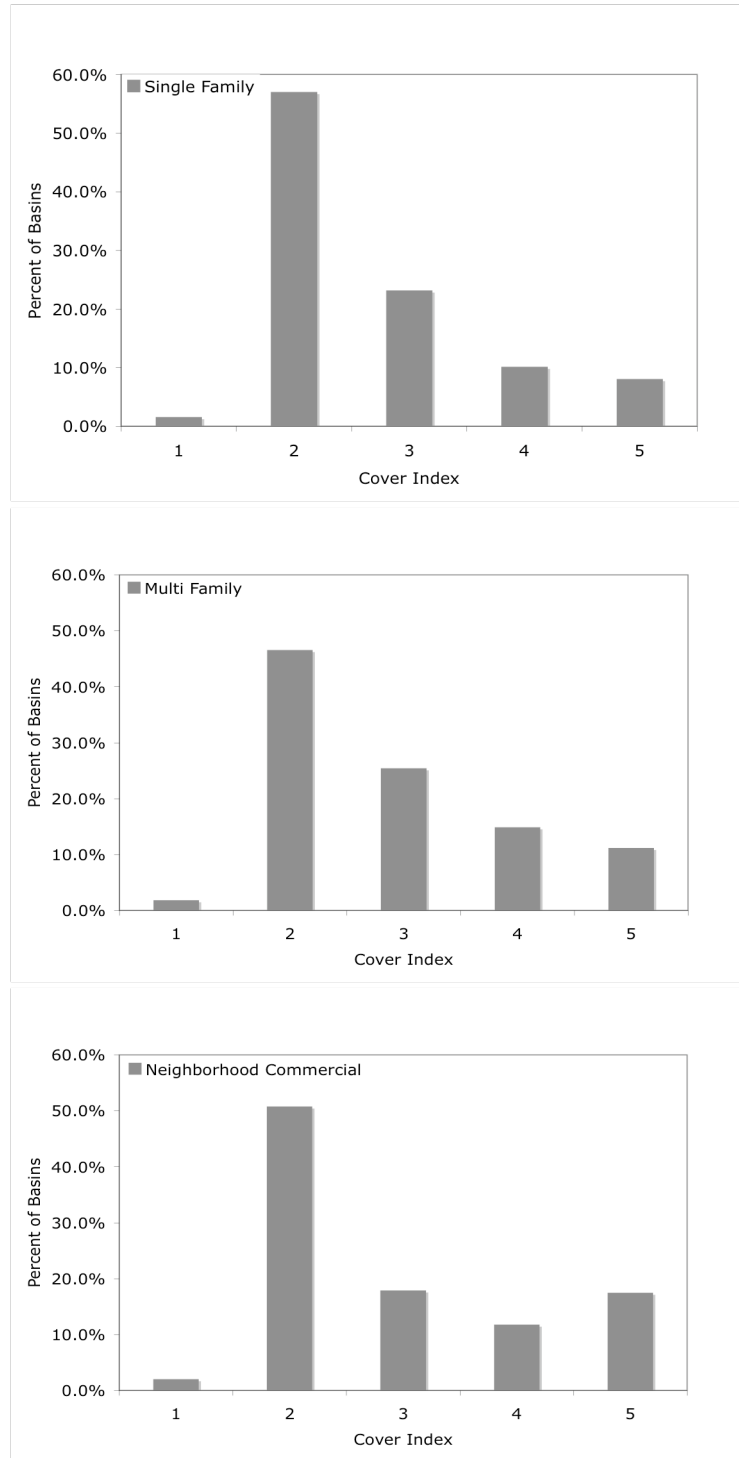 60.0%
Single Family
50.0%
40.0%
30.0%
20.0%
10.0%
0.0%
Percent of Basins
1 2 3 4 5
Cover Index
60.0%
Multi Family
50.0%
40.0%
30.0%
20.0%
10.0%
0.0%
Percent of Basins
1 2 3 4 5
Cover Index
60.0%
Neighborhood Commercial
50.0%
40.0%
30.0%
20.0%
10.0%
0.0%
Percent of Basins
1 2 3 4 5
Cover Index